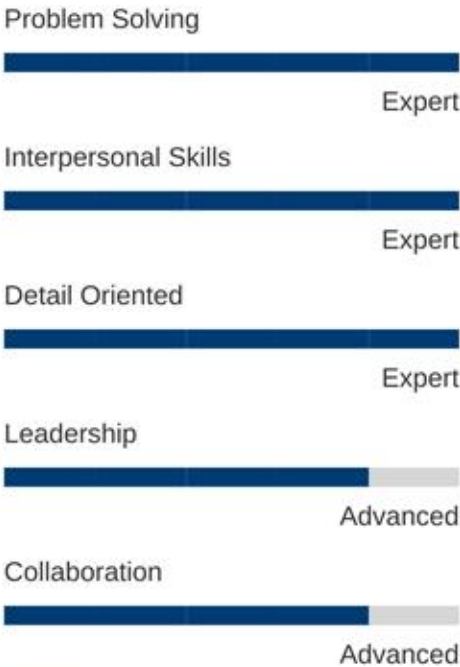 Problem Solving
Expert
Interpersonal Skills
Expert
Detail Oriented
Expert
Leadership
Advanced
Collaboration
Advanced